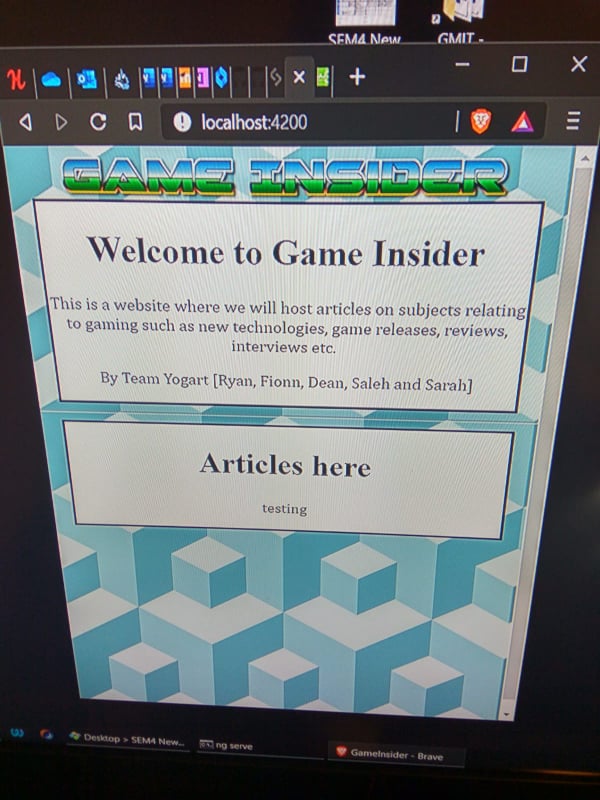 SEM4 New
GMIT -
localhost:4200
GAME INSIDER
Welcome to Game Insider
This is a website where we will host articles on subjects relating
to gaming such as new technologies, game releases, reviews,
interviews etc.
By Team Yogart [Ryan, Fionn, Dean, Saleh and Sarah]
Articles here
testing
Desktop > SEM4 New...
ng serve
GameInsider - Brave